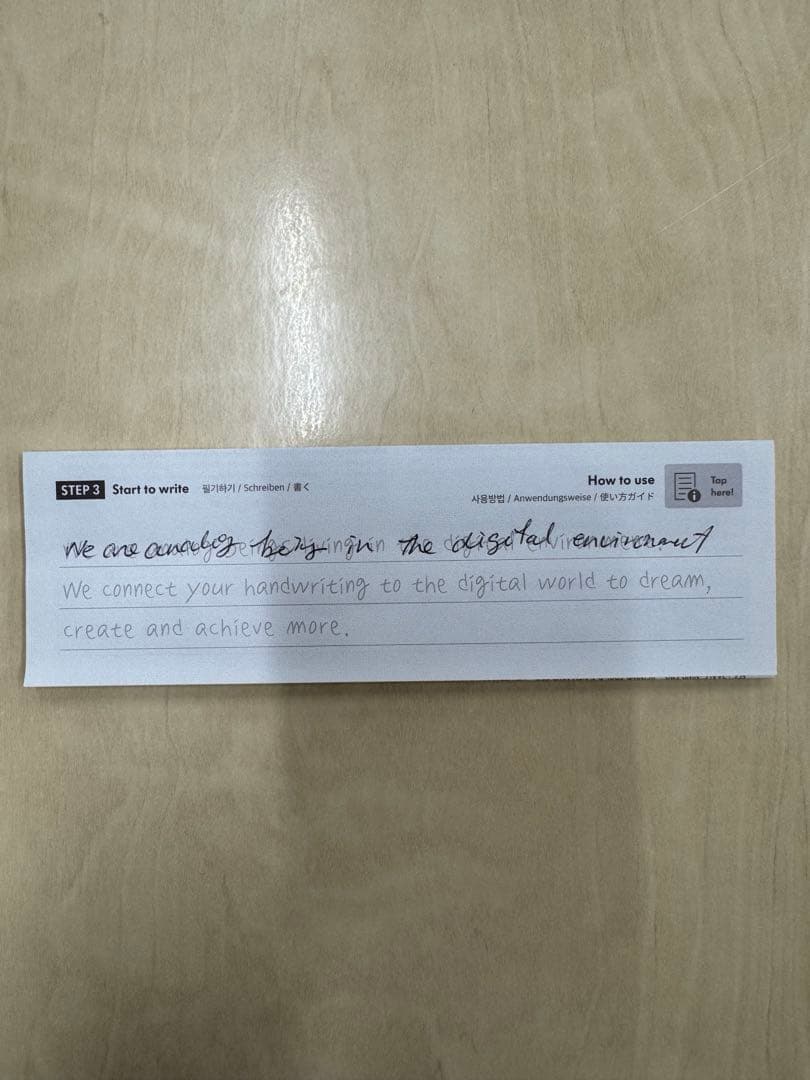 STEP 3 Start to write 필기하기 / Schreiben / 書く
How to use
사용방법 / Anwendungsweise / 使い方ガイド
Tap
here!
We are analog beings living in the digital environment
We connect your handwriting to the digital world to dream,
create and achieve more.